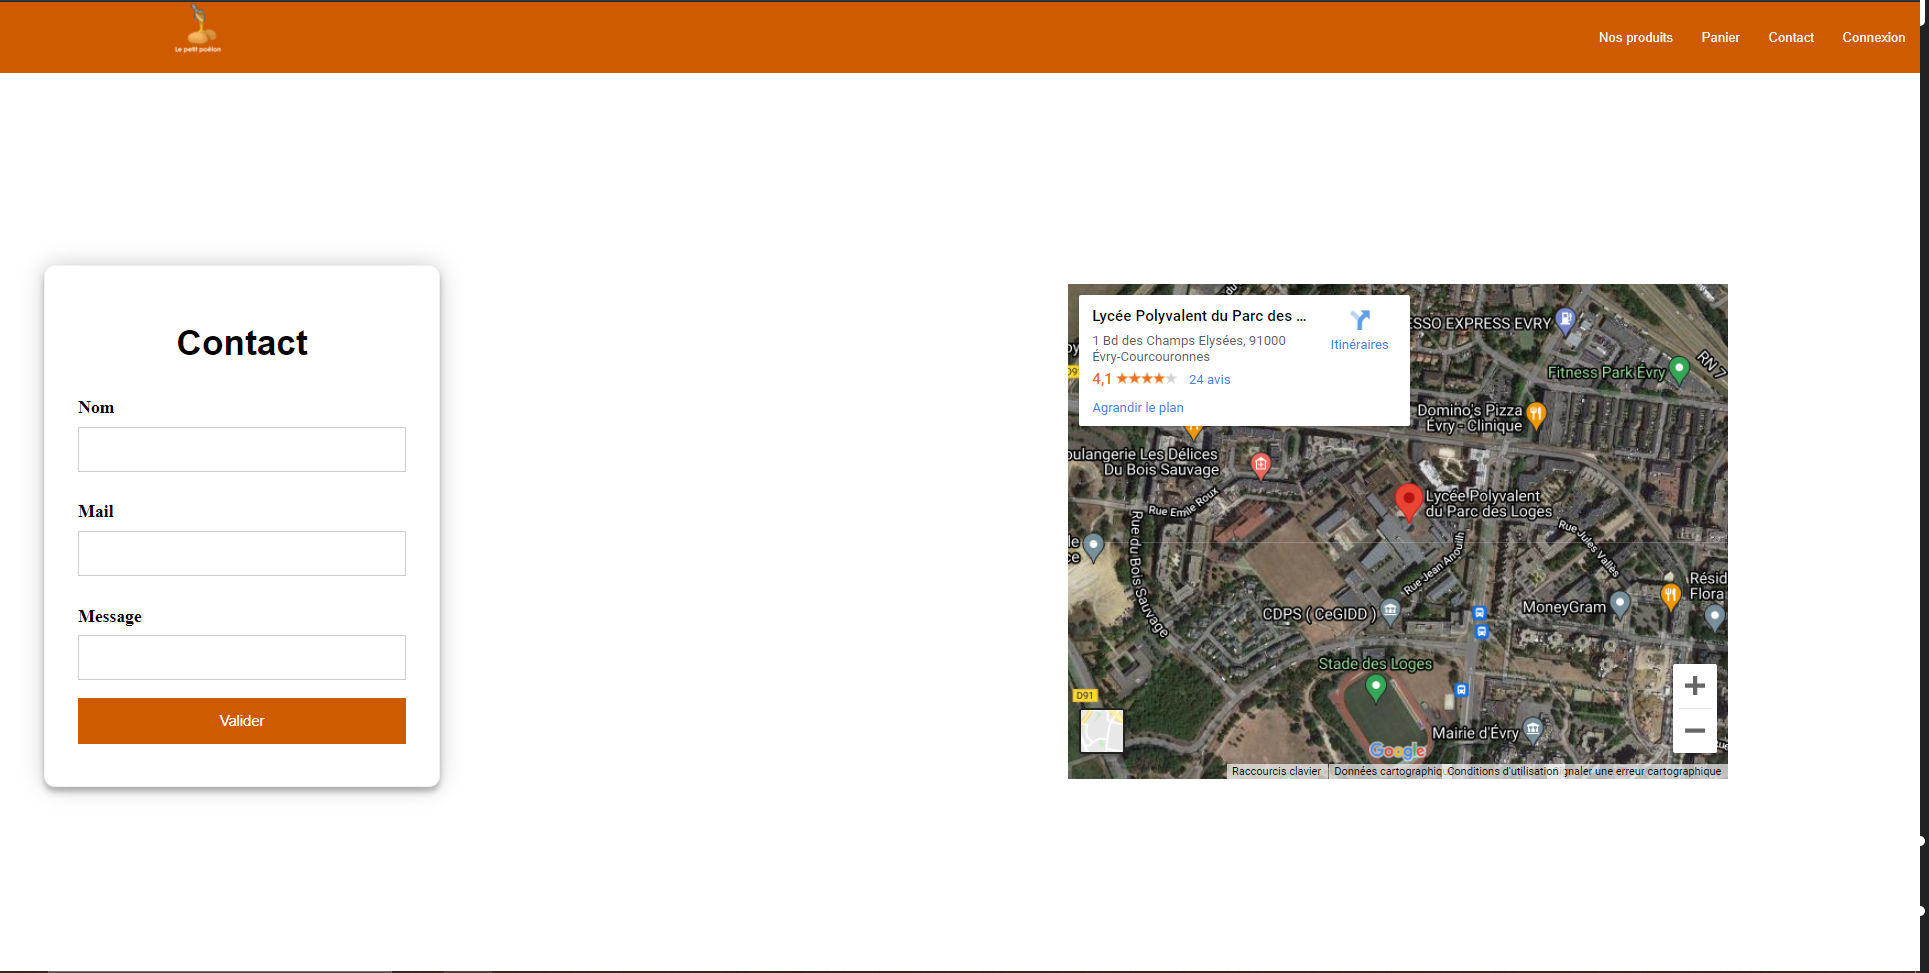 Le petit poêlon
Nos produits
Panier
Contact
Connexion
Contact
Nom
Mail
Message
Valider
Lycée Polyvalent du Parc des ...
1 Bd des Champs Elysées, 91000
Évry-Courcouronnes
4,1
24 avis
Agrandir le plan
Itinéraires
ESSO EXPRESS EVRY
RN 7
Fitness Park Évry
Domino's Pizza
Évry - Clinique
oulangerie Les Délices
Du Bois Sauvage
Rue Emile Roux
Lycée Polyvalent
du Parc des Loges
Rue du Bois Sauvage
Rue Jean Anouilh
Rue Jules Vallès
Résid
Flora
MoneyGram
CDPS ( CeGIDD )
Stade des Loges
D91
Mairie d'Évry
Google
Raccourcis clavier
Données cartographiq
Conditions d'utilisation
gnaler une erreur cartographique